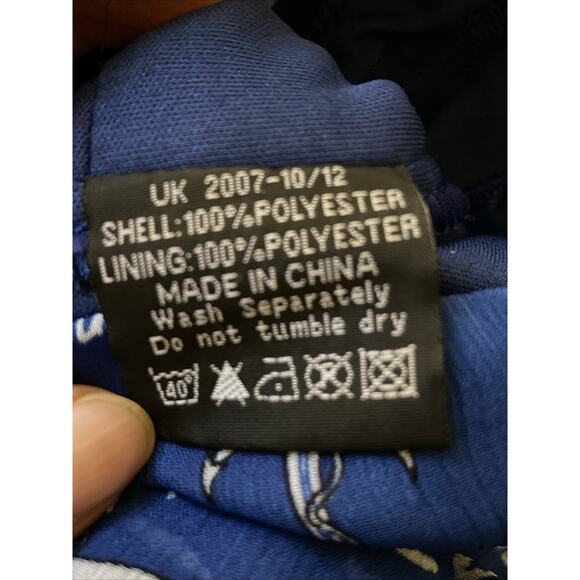 UK 2007-10/12
SHELL:100%POLYESTER
LINING:100%POLYESTER
MADE IN CHINA
Wash Separately
Do not tumble dry
40°